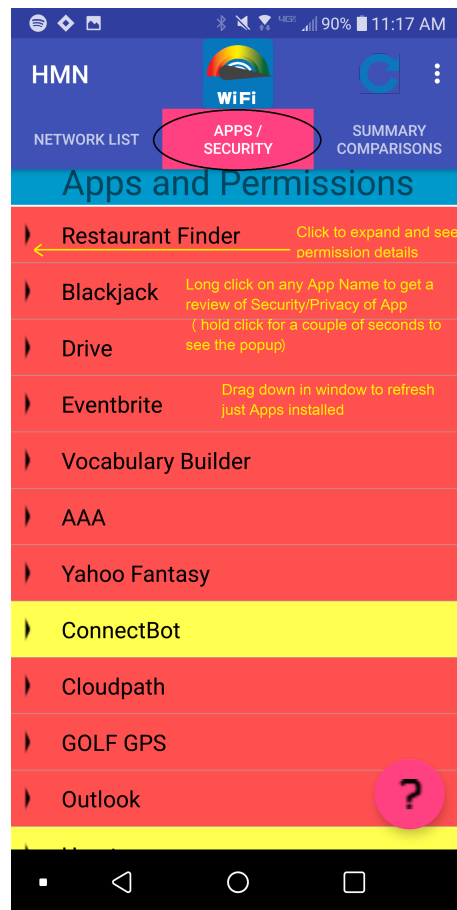 4G 90% 11:17 AM
HMN
WiFi
NETWORK LIST
APPS /
SECURITY
SUMMARY
COMPARISONS
Apps and Permissions
Restaurant Finder
Click to expand and see
permission details
Blackjack
Long click on any App Name to get a
review of Security/Privacy of App
( hold click for a couple of seconds to
see the popup)
Drive
Eventbrite
Drag down in window to refresh
just Apps installed
Vocabulary Builder
AAA
Yahoo Fantasy
ConnectBot
Cloudpath
GOLF GPS
Outlook
?